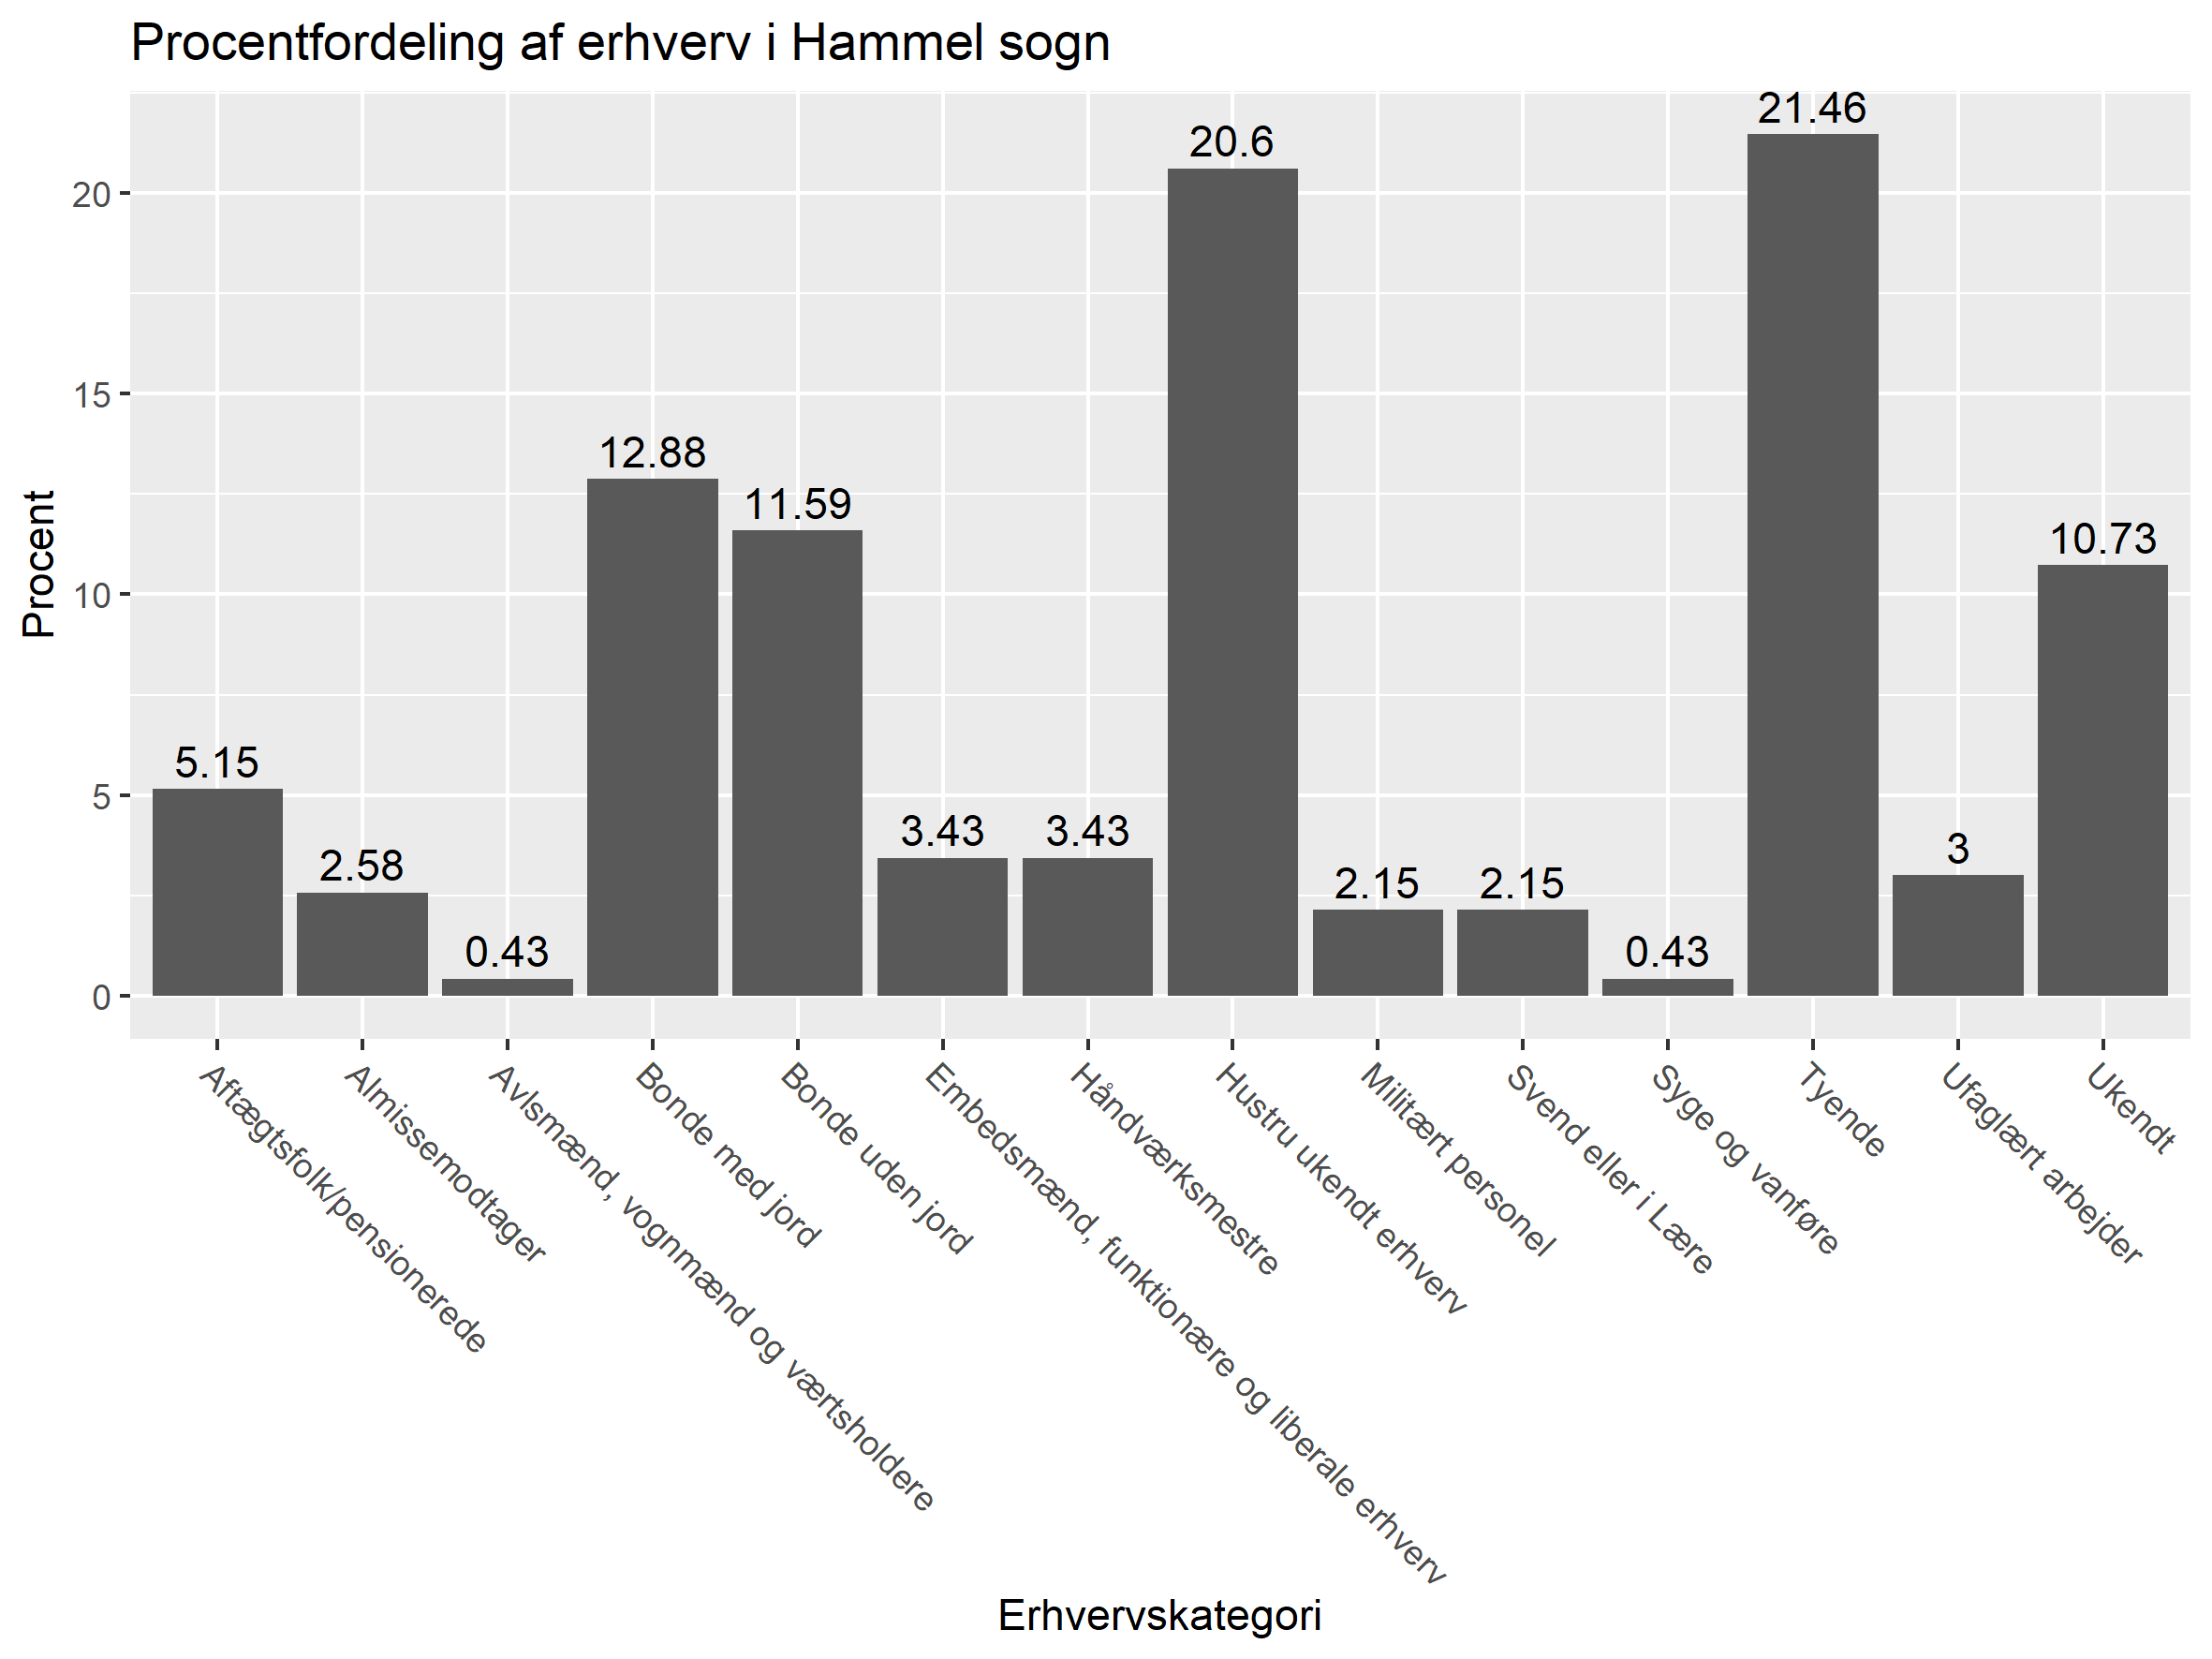 Procentfordeling af erhverv i Hammel sogn
Procent
20
15
10
5
0
5.15
2.58
0.43
12.88
11.59
3.43
3.43
20.6
2.15
2.15
0.43
21.46
3
10.73
Aftægtsfolk/pensionerede
Almissemodtager
Avlsmænd, vognmænd og værtsholdere
Bonde med jord
Bonde uden jord
Embedsmænd, funktionære og liberale erhverv
Håndværksmestre
Hustru ukendt erhverv
Militært personel
Svend eller i Lære
Syge og vanføre
Tyende
Ufaglært arbejder
Ukendt
Erhvervskategori